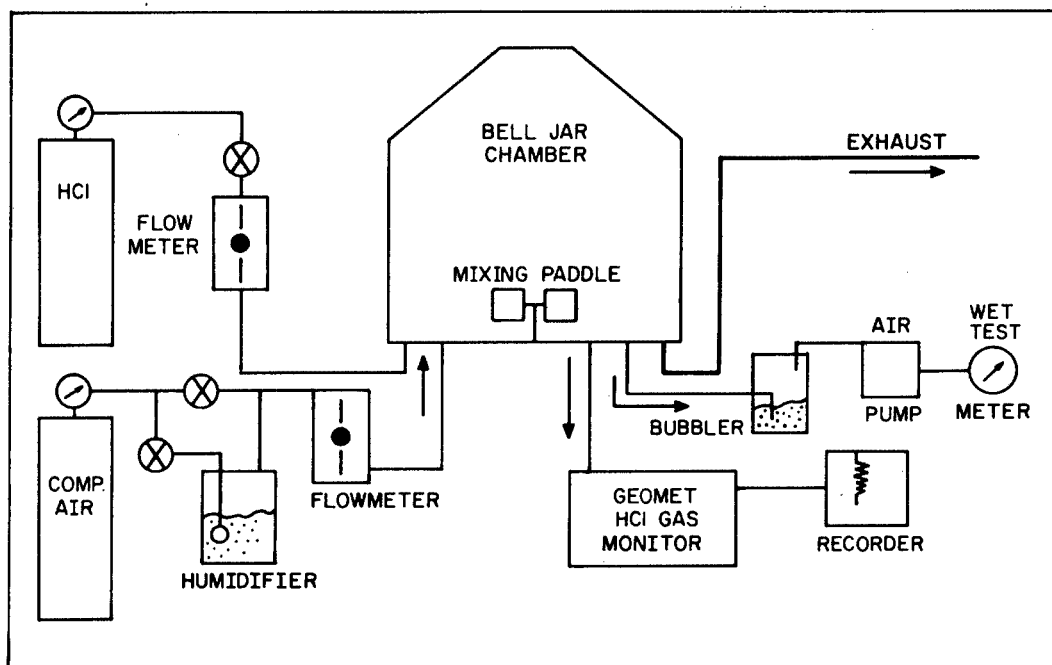 BELL JAR
CHAMBER
EXHAUST
HCl
FLOW
METER
MIXING PADDLE
AIR
WET
TEST
PUMP
METER
BUBBLER
COMP.
AIR
FLOWMETER
HUMIDIFIER
GEOMET
HCl GAS
MONITOR
RECORDER